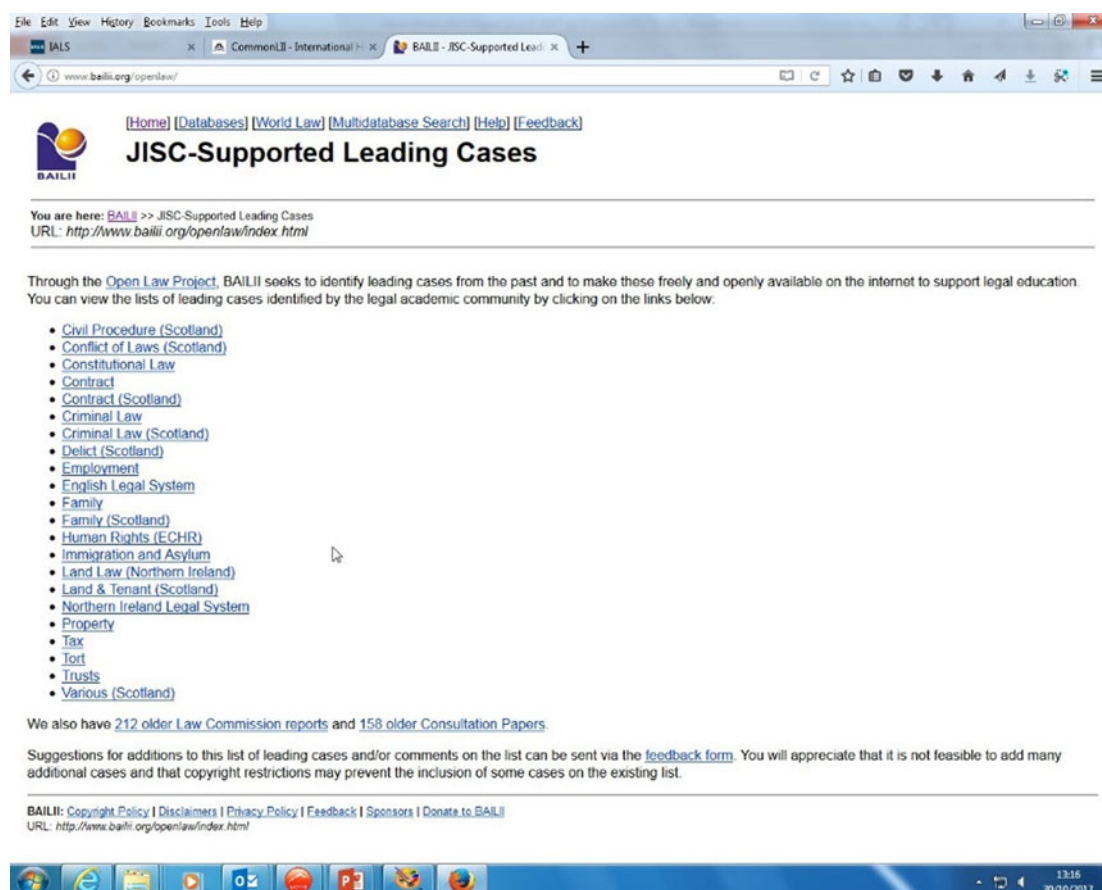 File Edit View History Bookmarks Tools Help
IALS
CommonLII - International H
BAILII - JISC-Supported Leadi
www.bailii.org/openlaw/
[Home] [Databases] [World Law] [Multidatabase Search] [Help] [Feedback]
BAILII
JISC-Supported Leading Cases
You are here: BAILII >> JISC-Supported Leading Cases
URL: http://www.bailii.org/openlaw/index.html
Through the Open Law Project, BAILII seeks to identify leading cases from the past and to make these freely and openly available on the internet to support legal education.
You can view the lists of leading cases identified by the legal academic community by clicking on the links below:
• Civil Procedure (Scotland)
• Conflict of Laws (Scotland)
• Constitutional Law
• Contract
• Contract (Scotland)
• Criminal Law
• Criminal Law (Scotland)
• Delict (Scotland)
• Employment
• English Legal System
• Family
• Family (Scotland)
• Human Rights (ECHR)
• Immigration and Asylum
• Land Law (Northern Ireland)
• Land & Tenant (Scotland)
• Northern Ireland Legal System
• Property
• Tax
• Tort
• Trusts
• Various (Scotland)
We also have 212 older Law Commission reports and 158 older Consultation Papers.
Suggestions for additions to this list of leading cases and/or comments on the list can be sent via the feedback form. You will appreciate that it is not feasible to add many
additional cases and that copyright restrictions may prevent the inclusion of some cases on the existing list.
BAILII: Copyright Policy | Disclaimers | Privacy Policy | Feedback | Sponsors | Donate to BAILII
URL: http://www.bailii.org/openlaw/index.html
13:16